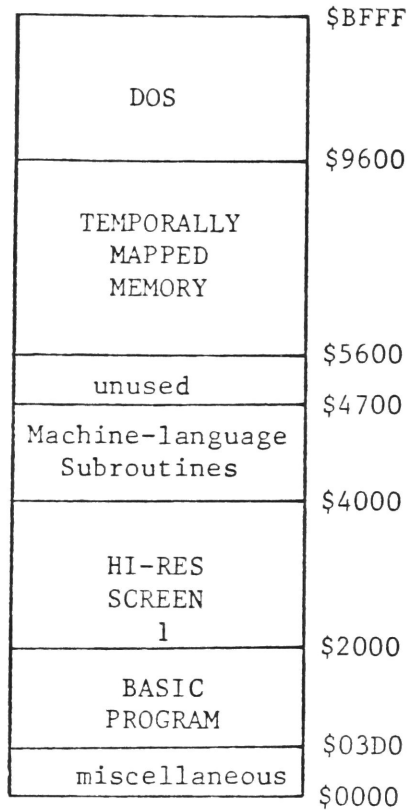 $BFFF
DOS
$9600
TEMPORALLY
MAPPED
MEMORY
$5600
unused
$4700
Machine-language
Subroutines
$4000
HI-RES
SCREEN
1
$2000
BASIC
PROGRAM
$03D0
miscellaneous
$0000